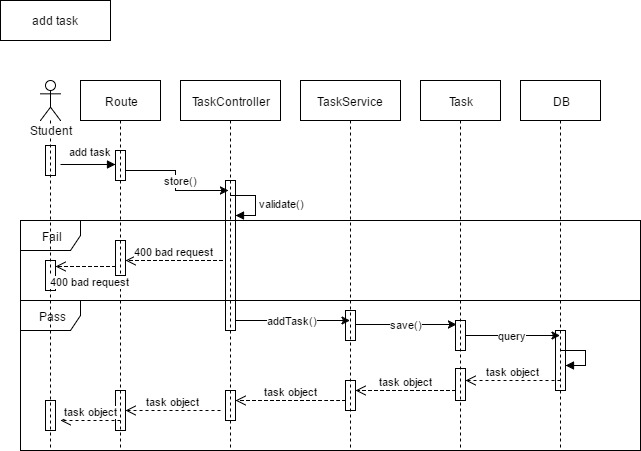 add task
Student
Route
TaskController
TaskService
Task
DB
add task
store()
validate()
Fail
400 bad request
400 bad request
Pass
addTask()
save()
query
task object
task object
task object
task object
task object